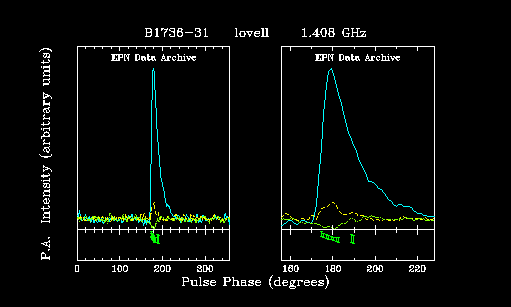 B1736-31 lovell 1.408 GHz
EPN Data Archive EPN Data Archive
P.A. Intensity (arbitrary units)
0 100 200 300 160 180 200 220
Pulse Phase (degrees)